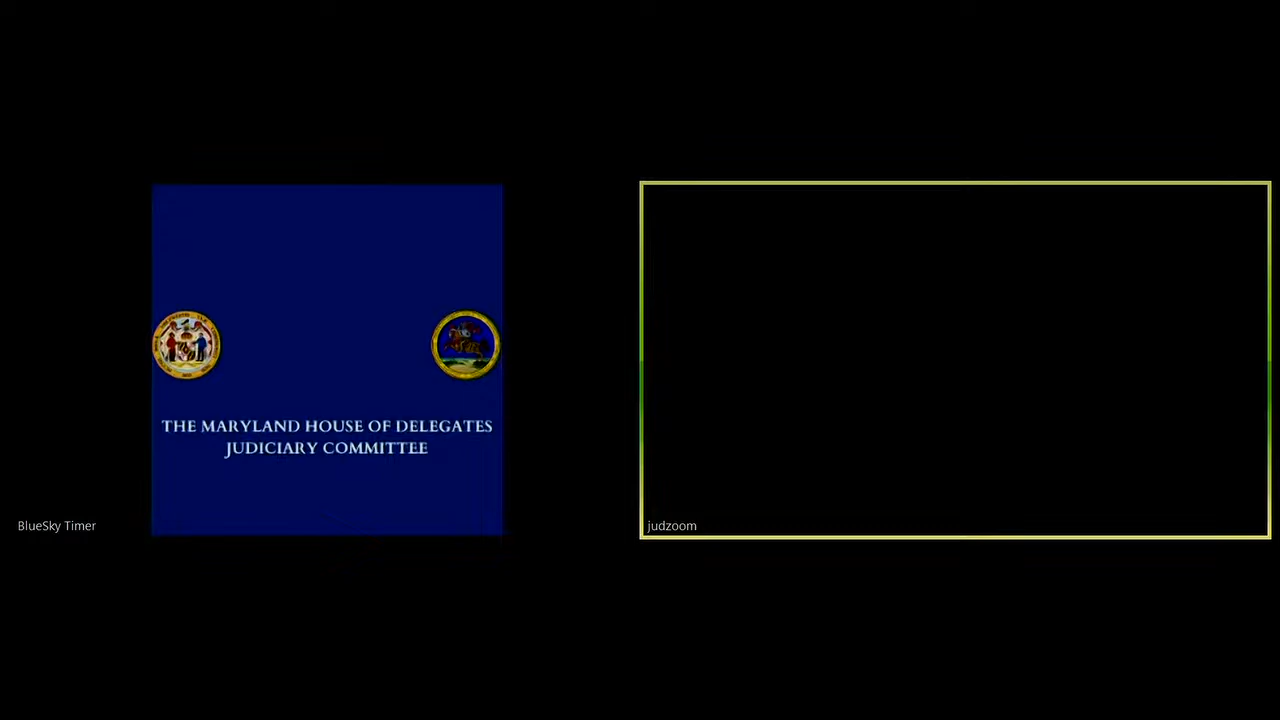 THE MARYLAND HOUSE OF DELEGATES
JUDICIARY COMMITTEE
BlueSky Timer
judzoom